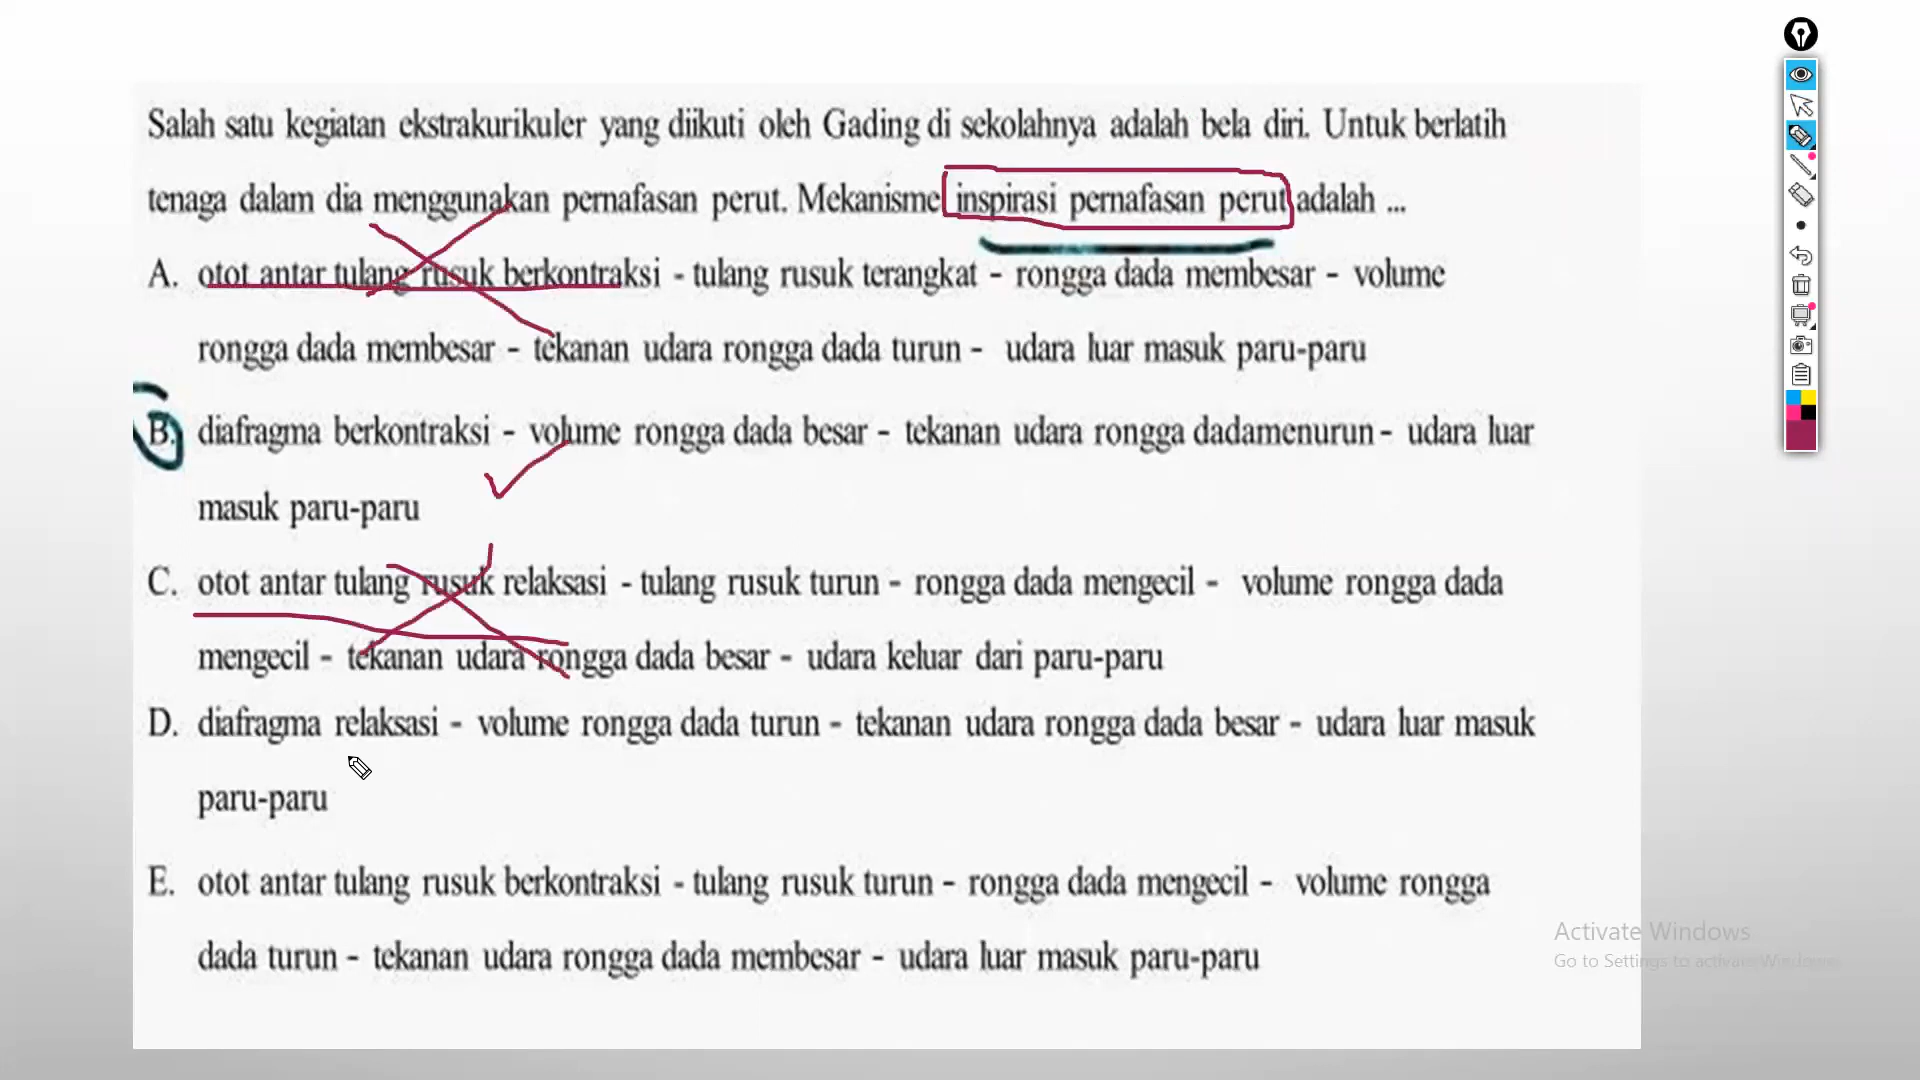 Salah satu kegiatan ekstrakurikuler yang diikuti oleh Gading di sekolahnya adalah bela diri. Untuk berlatih
tenaga dalam dia menggunakan pernafasan perut. Mekanisme inspirasi pernafasan perut adalah ...
A. otot antar tulang rusuk berkontraksi - tulang rusuk terangkat - rongga dada membesar - volume
rongga dada membesar - tekanan udara rongga dada turun - udara luar masuk paru-paru
B. diafragma berkontraksi - volume rongga dada besar - tekanan udara rongga dadamenurun - udara luar
masuk paru-paru
C. otot antar tulang rusuk relaksasi - tulang rusuk turun - rongga dada mengecil - volume rongga dada
mengecil - tekanan udara rongga dada besar - udara keluar dari paru-paru
D. diafragma relaksasi - volume rongga dada turun - tekanan udara rongga dada besar - udara luar masuk
paru-paru
E. otot antar tulang rusuk berkontraksi - tulang rusuk turun - rongga dada mengecil - volume rongga
dada turun - tekanan udara rongga dada membesar - udara luar masuk paru-paru
Activate Windows
Go to Settings to activate Windows.